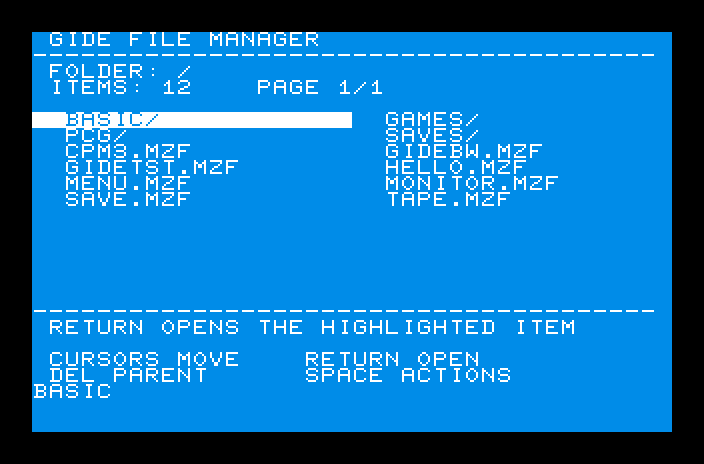 GIDE FILE MANAGER
FOLDER: /
ITEMS: 12    PAGE 1/1
BASIC/    GAMES/
PCG/    SAVES/
CPM3.MZF    GIDEBW.MZF
GIDETST.MZF    HELLO.MZF
MENU.MZF    MONITOR.MZF
SAVE.MZF    TAPE.MZF
RETURN OPENS THE HIGHLIGHTED ITEM
CURSORS MOVE    RETURN OPEN
DEL PARENT    SPACE ACTIONS
BASIC